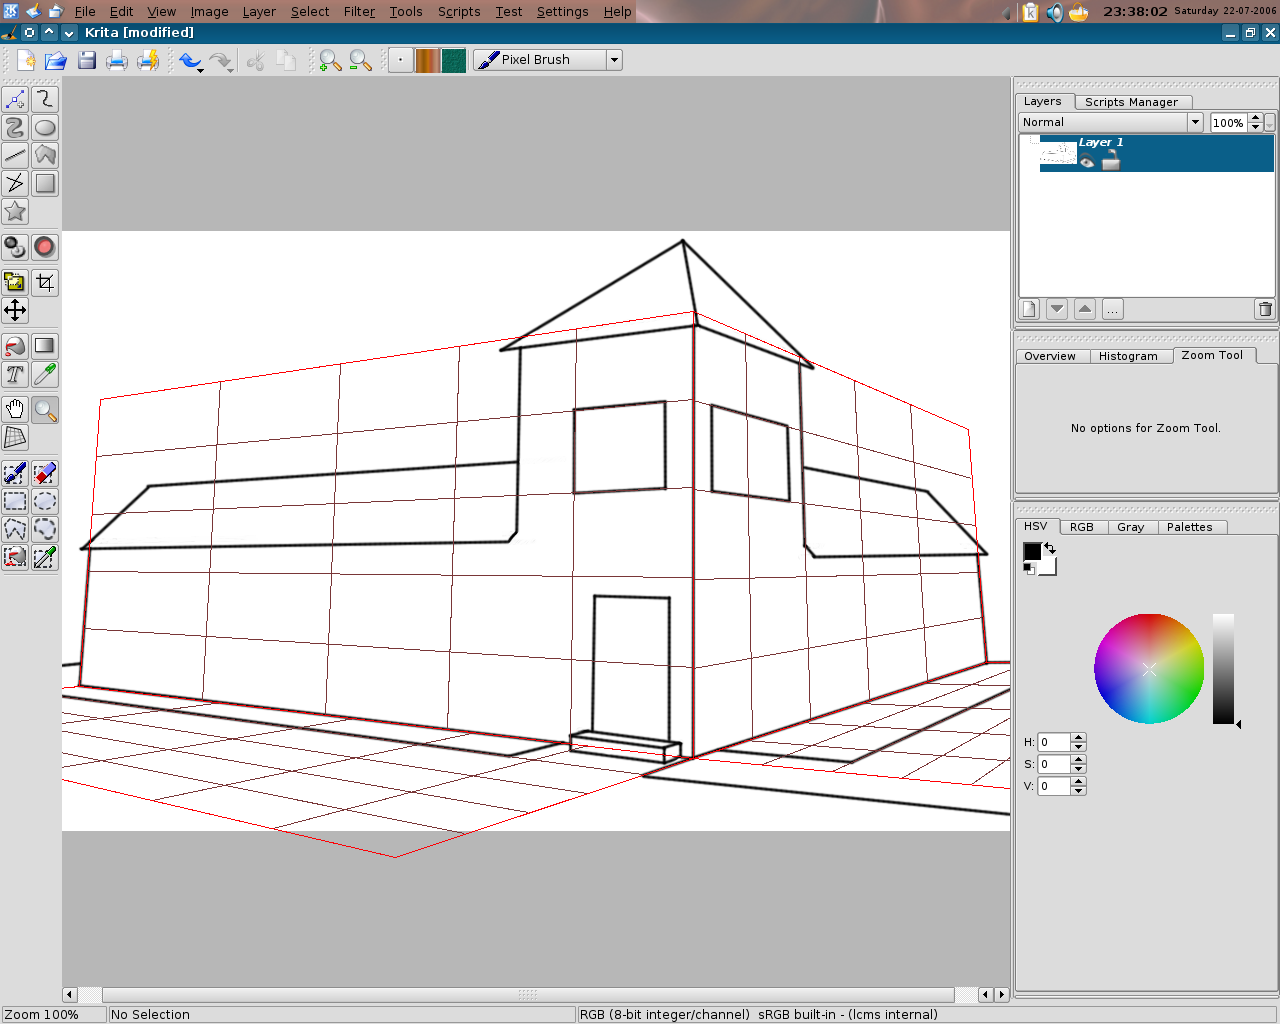 File Edit View Image Layer Select Filter Tools Scripts Test Settings Help 23:38:02 Saturday 22-07-2006
Krita [modified]
Pixel Brush
Layers Scripts Manager
Normal 100%
Layer 1
...
Overview Histogram Zoom Tool
No options for Zoom Tool.
HSV RGB Gray Palettes
H: 0
S: 0
V: 0
Zoom 100% No Selection RGB (8-bit integer/channel) sRGB built-in - (lcms internal)